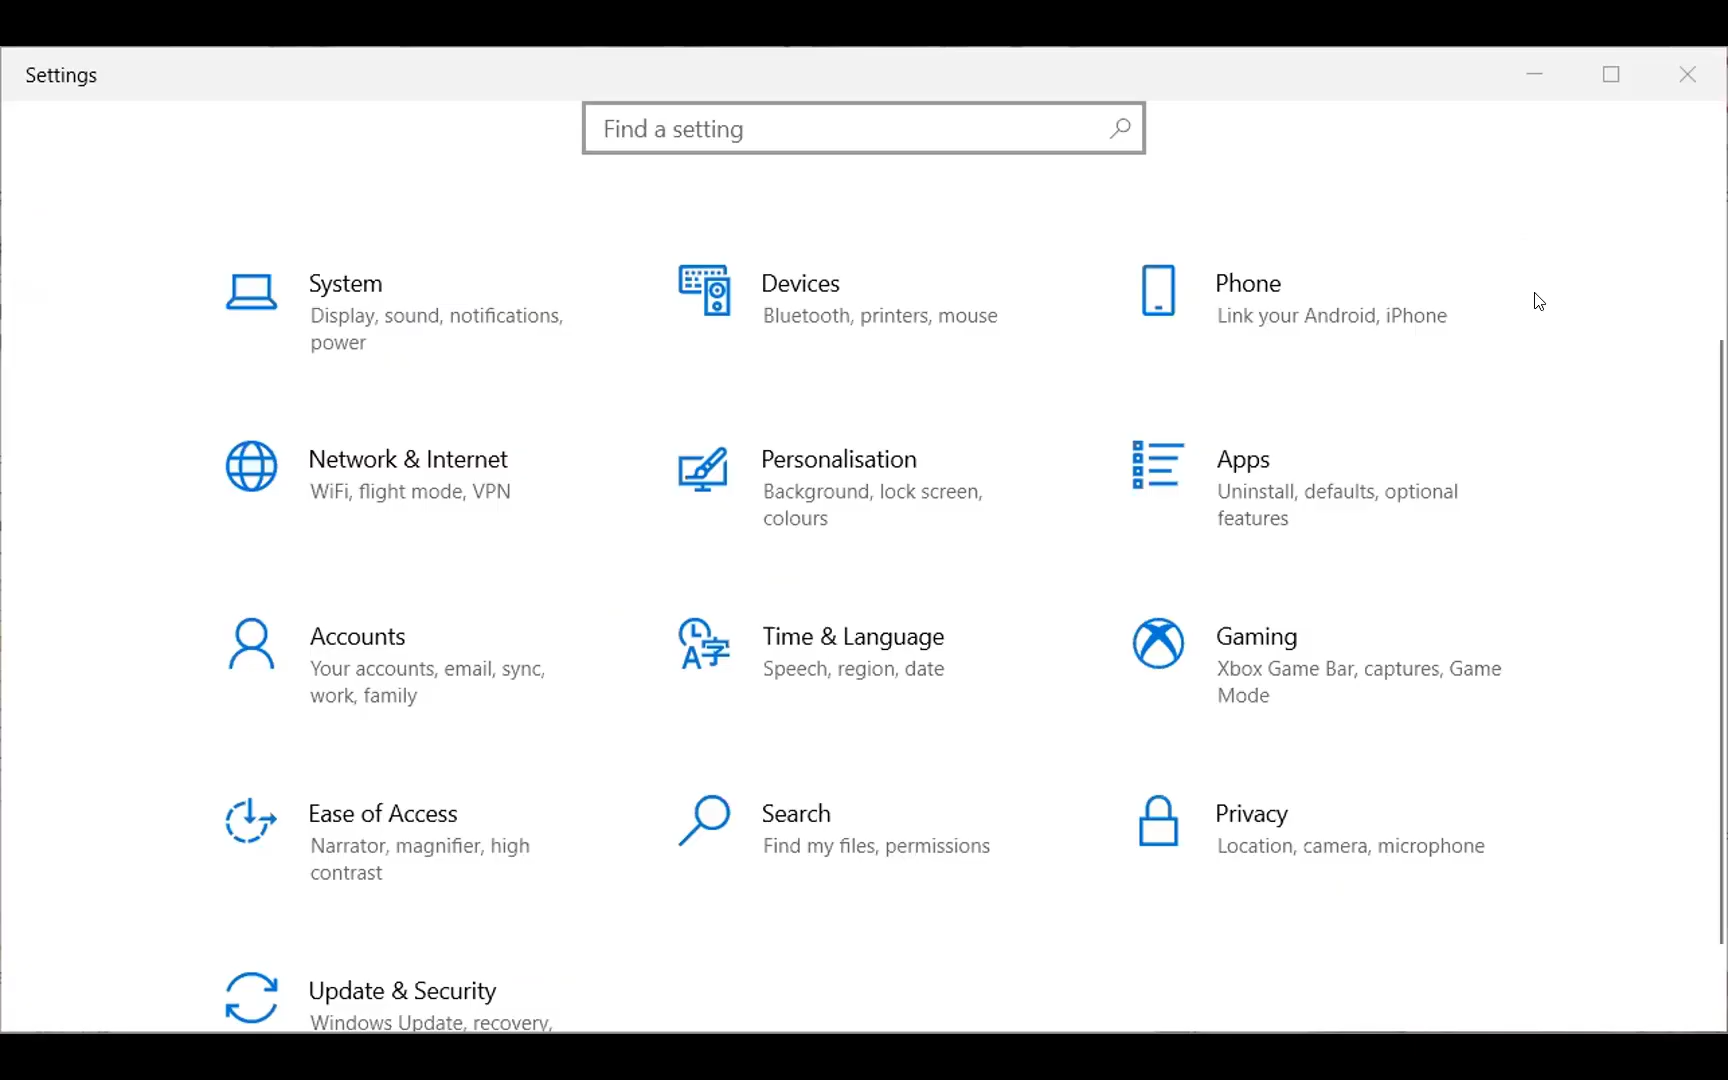 Settings
Find a setting
System
Display, sound, notifications,
power
Devices
Bluetooth, printers, mouse
Phone
Link your Android, iPhone
Network & Internet
WiFi, flight mode, VPN
Personalisation
Background, lock screen,
colours
Apps
Uninstall, defaults, optional
features
Accounts
Your accounts, email, sync,
work, family
Time & Language
Speech, region, date
Gaming
Xbox Game Bar, captures, Game
Mode
Ease of Access
Narrator, magnifier, high
contrast
Search
Find my files, permissions
Privacy
Location, camera, microphone
Update & Security
Windows Update, recovery,